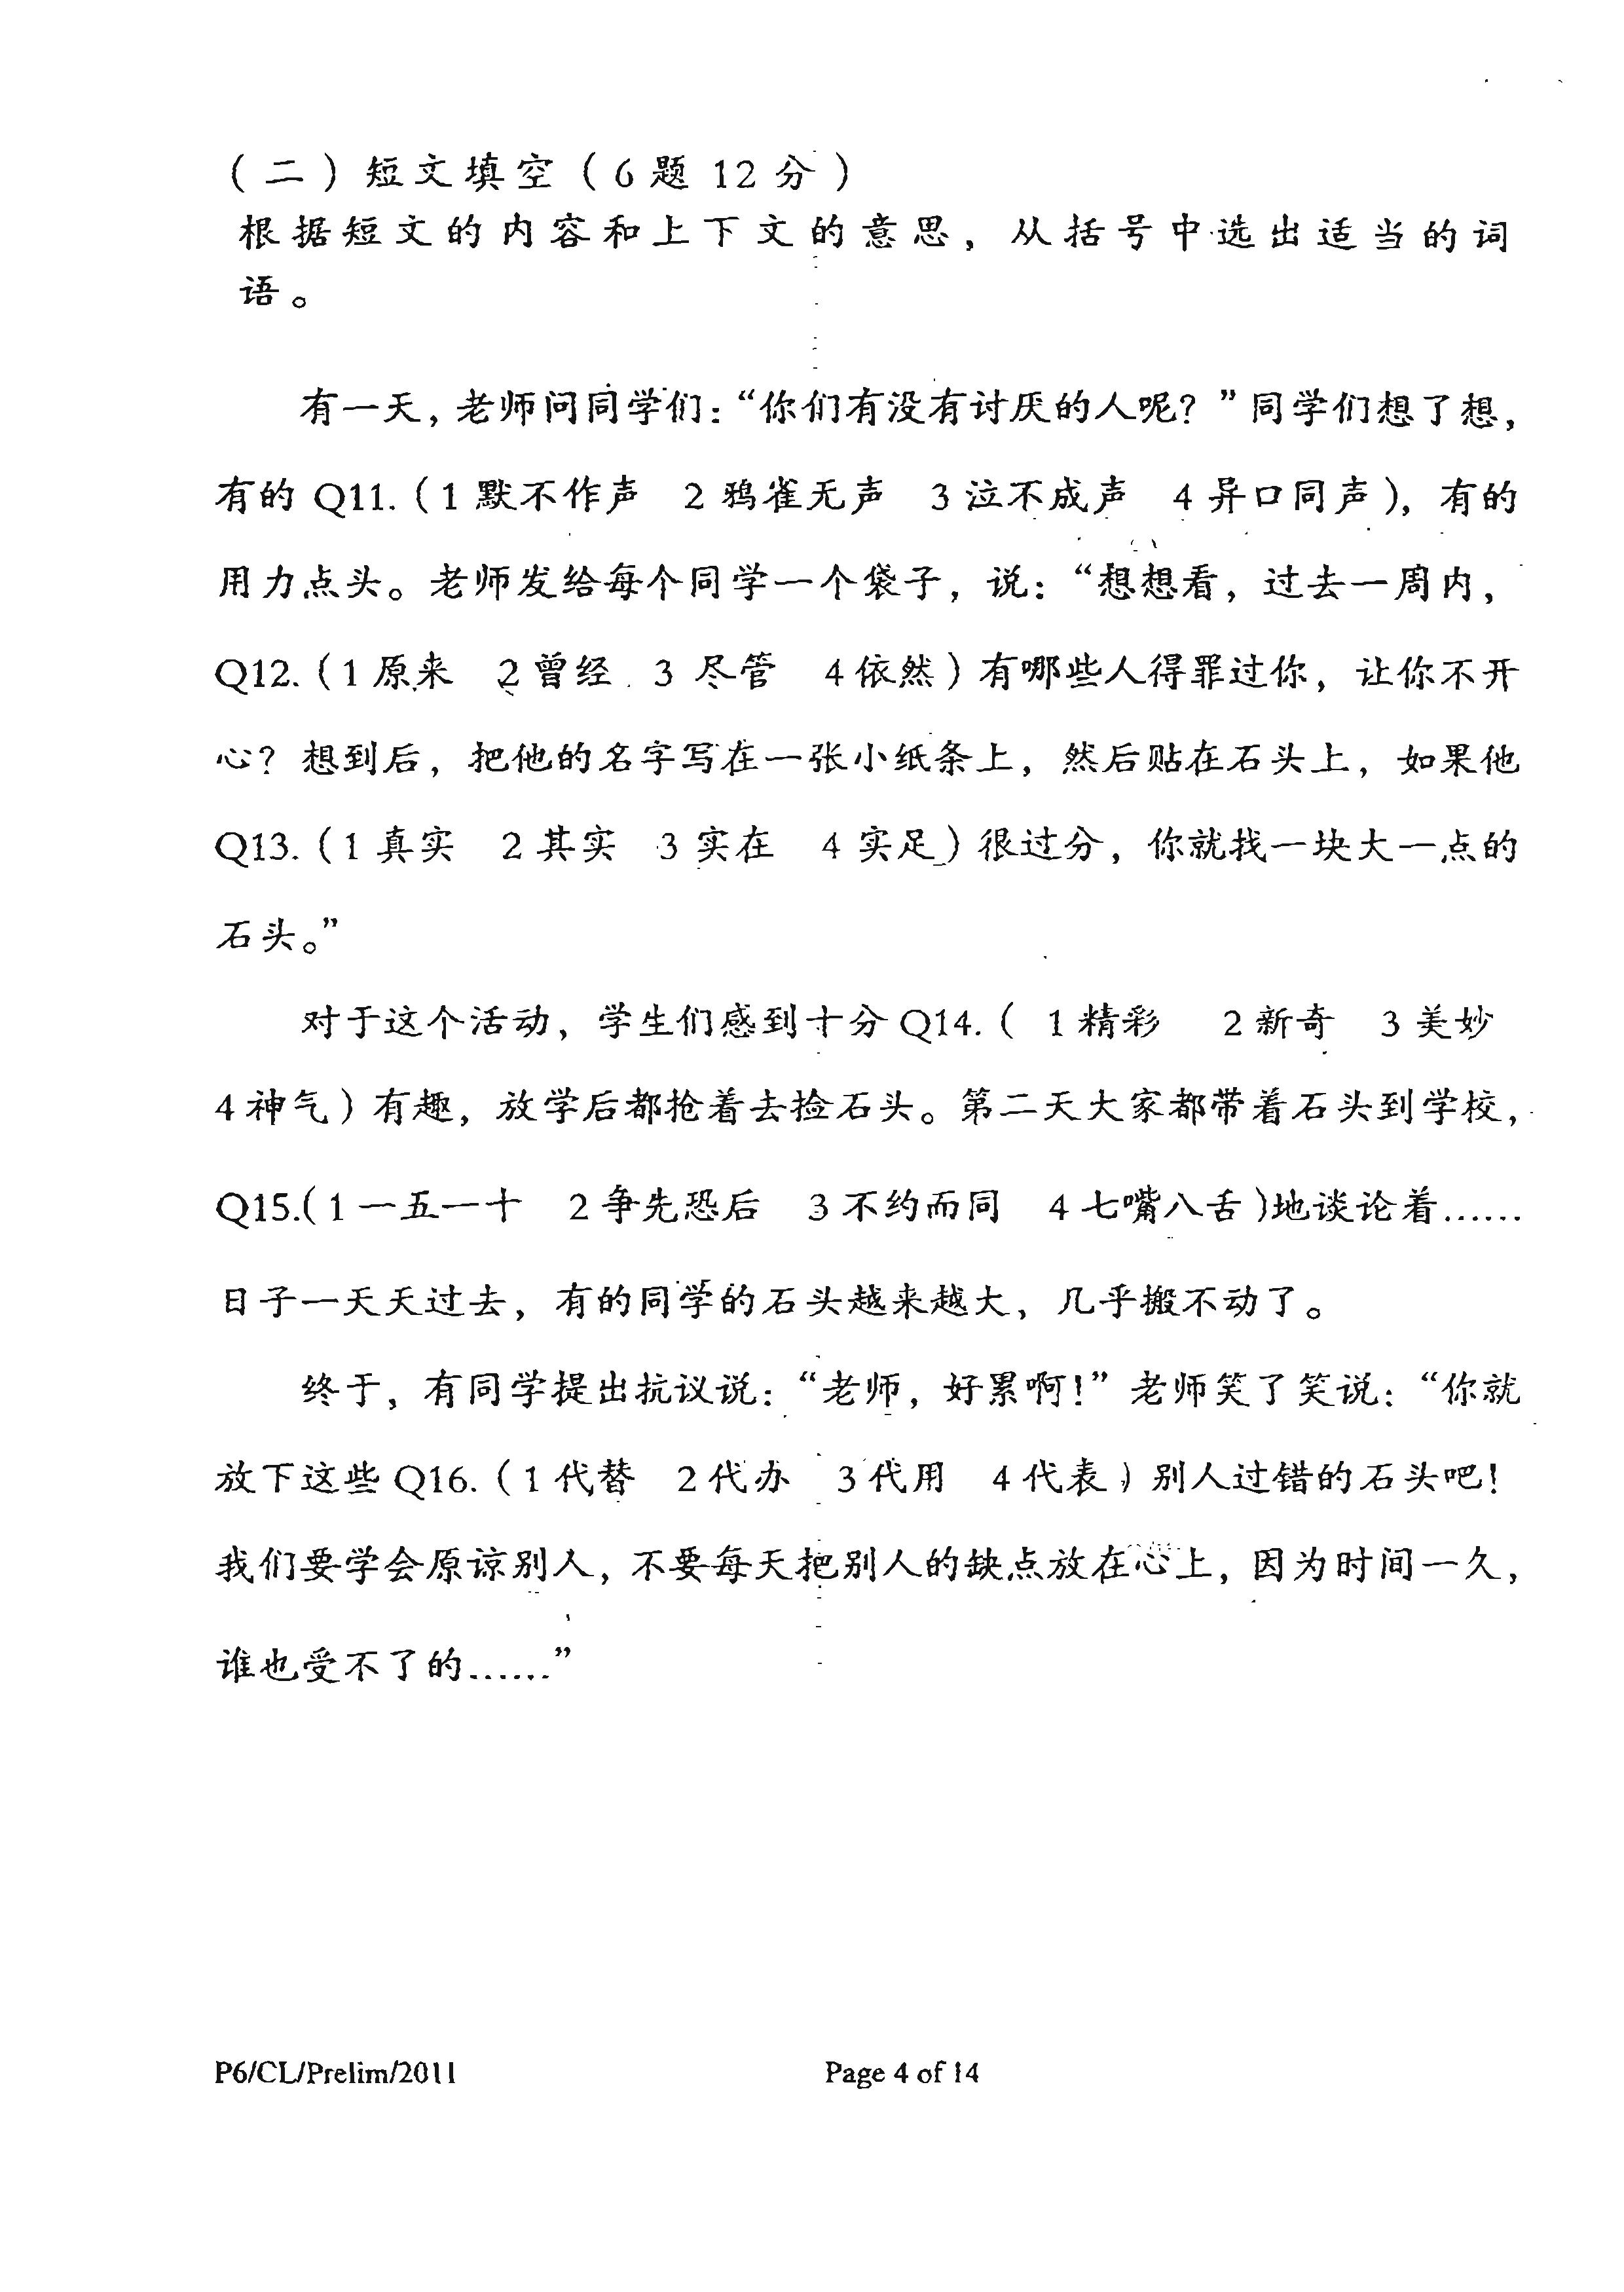 （二）短文填空（6题 12分）
根据短文的内容和上下文的意思，从括号中选出适当的词
语。
有一天，老师问同学们：“你们有没有讨厌的人呢？”同学们想了想，
有的 Q11.（1 默不作声 2 鸦雀无声 3 泣不成声 4 异口同声），有的
用力点头。老师发给每个同学一个袋子，说：“想想看，过去一周内，
Q12.（1 原来 2 曾经 3 尽管 4 依然）有哪些人得罪过你，让你不开
心？想到后，把他的名字写在一张小纸条上，然后贴在石头上，如果他
Q13.（1 真实 2 其实 3 实在 4 实足）很过分，你就找一块大一点的
石头。”
对于这个活动，学生们感到十分Q14.（ 1 精彩 2 新奇 3 美妙
4 神气）有趣，放学后都抢着去捡石头。第二天大家都带着石头到学校，
Q15.（1 一五一十 2 争先恐后 3 不约而同 4 七嘴八舌）地谈论着……
日子一天天过去，有的同学的石头越来越大，几乎搬不动了。
终于，有同学提出抗议说：“老师，好累啊！”老师笑了笑说：“你就
放下这些Q16.（1 代替 2 代办 3 代用 4 代表）别人过错的石头吧！
我们要学会原谅别人，不要每天把别人的缺点放在心上，因为时间一久，
谁也受不了的……”
P6/CL/Prelim/2011 Page 4 of 14